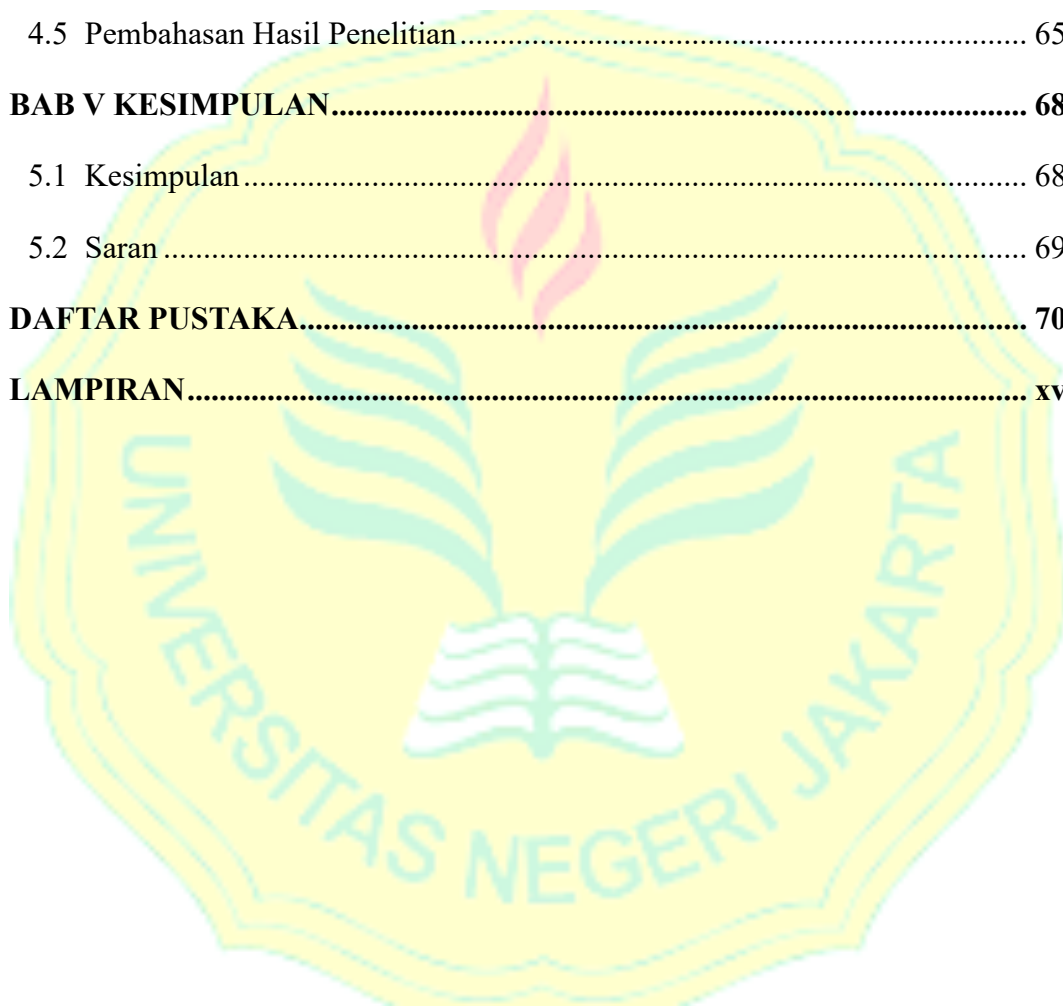 4.5 Pembahasan Hasil Penelitian........................................................................ 65
BAB V KESIMPULAN........................................................................................ 68
5.1 Kesimpulan................................................................................................... 68
5.2 Saran............................................................................................................. 69
DAFTAR PUSTAKA............................................................................................ 70
LAMPIRAN.......................................................................................................... xv
UNIVERSITAS NEGERI JAKARTA